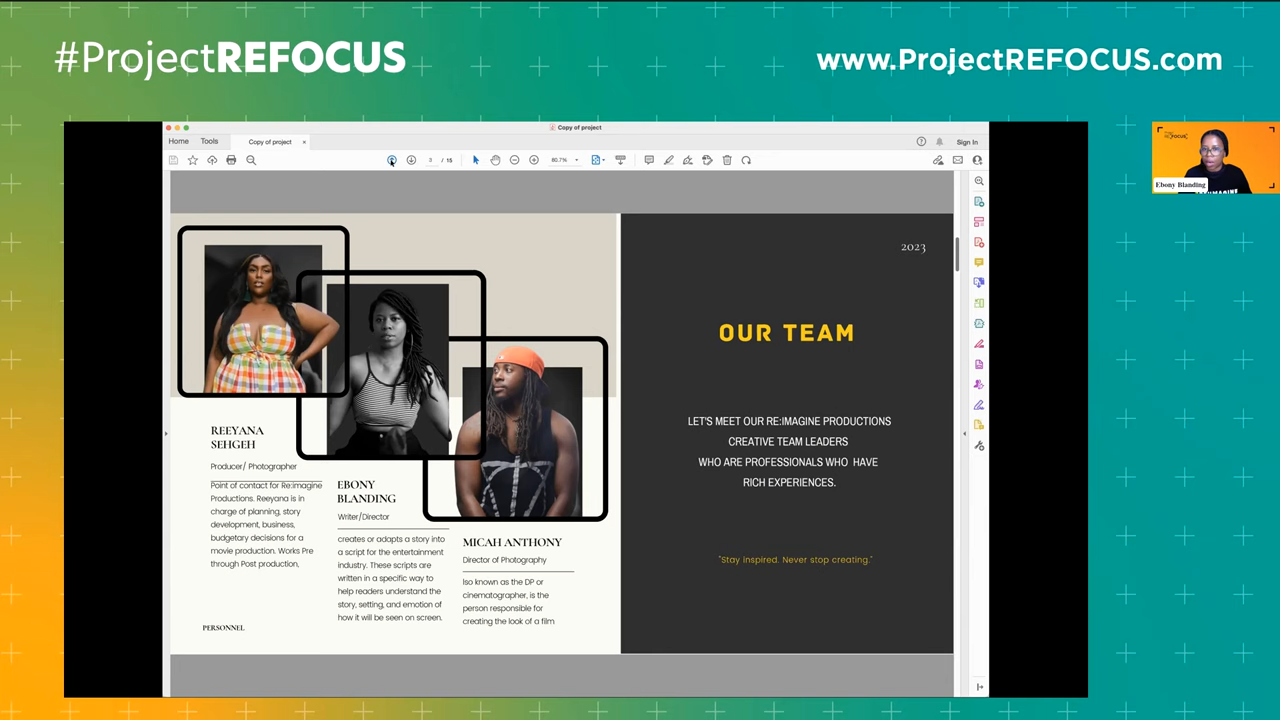 #ProjectREFOCUS
www.ProjectREFOCUS.com
Copy of project
Home
Tools
Copy of project
Sign In
3 / 15
80.7%
REFOCUS
Ebony Blanding
2023
OUR TEAM
LET'S MEET OUR RE:IMAGINE PRODUCTIONS
CREATIVE TEAM LEADERS
WHO ARE PROFESSIONALS WHO HAVE
RICH EXPERIENCES.
"Stay inspired. Never stop creating."
REEYANA
SEHGEH
Producer/ Photographer
Point of contact for Re:imagine
Productions. Reeyana is in
charge of planning, story
development, business,
budgetary decisions for a
movie production. Works Pre
through Post production,
EBONY
BLANDING
Writer/Director
creates or adapts a story into
a script for the entertainment
industry. These scripts are
written in a specific way to
help readers understand the
story, setting, and emotion of
how it will be seen on screen.
MICAH ANTHONY
Director of Photography
lso known as the DP or
cinematographer, is the
person responsible for
creating the look of a film
PERSONNEL